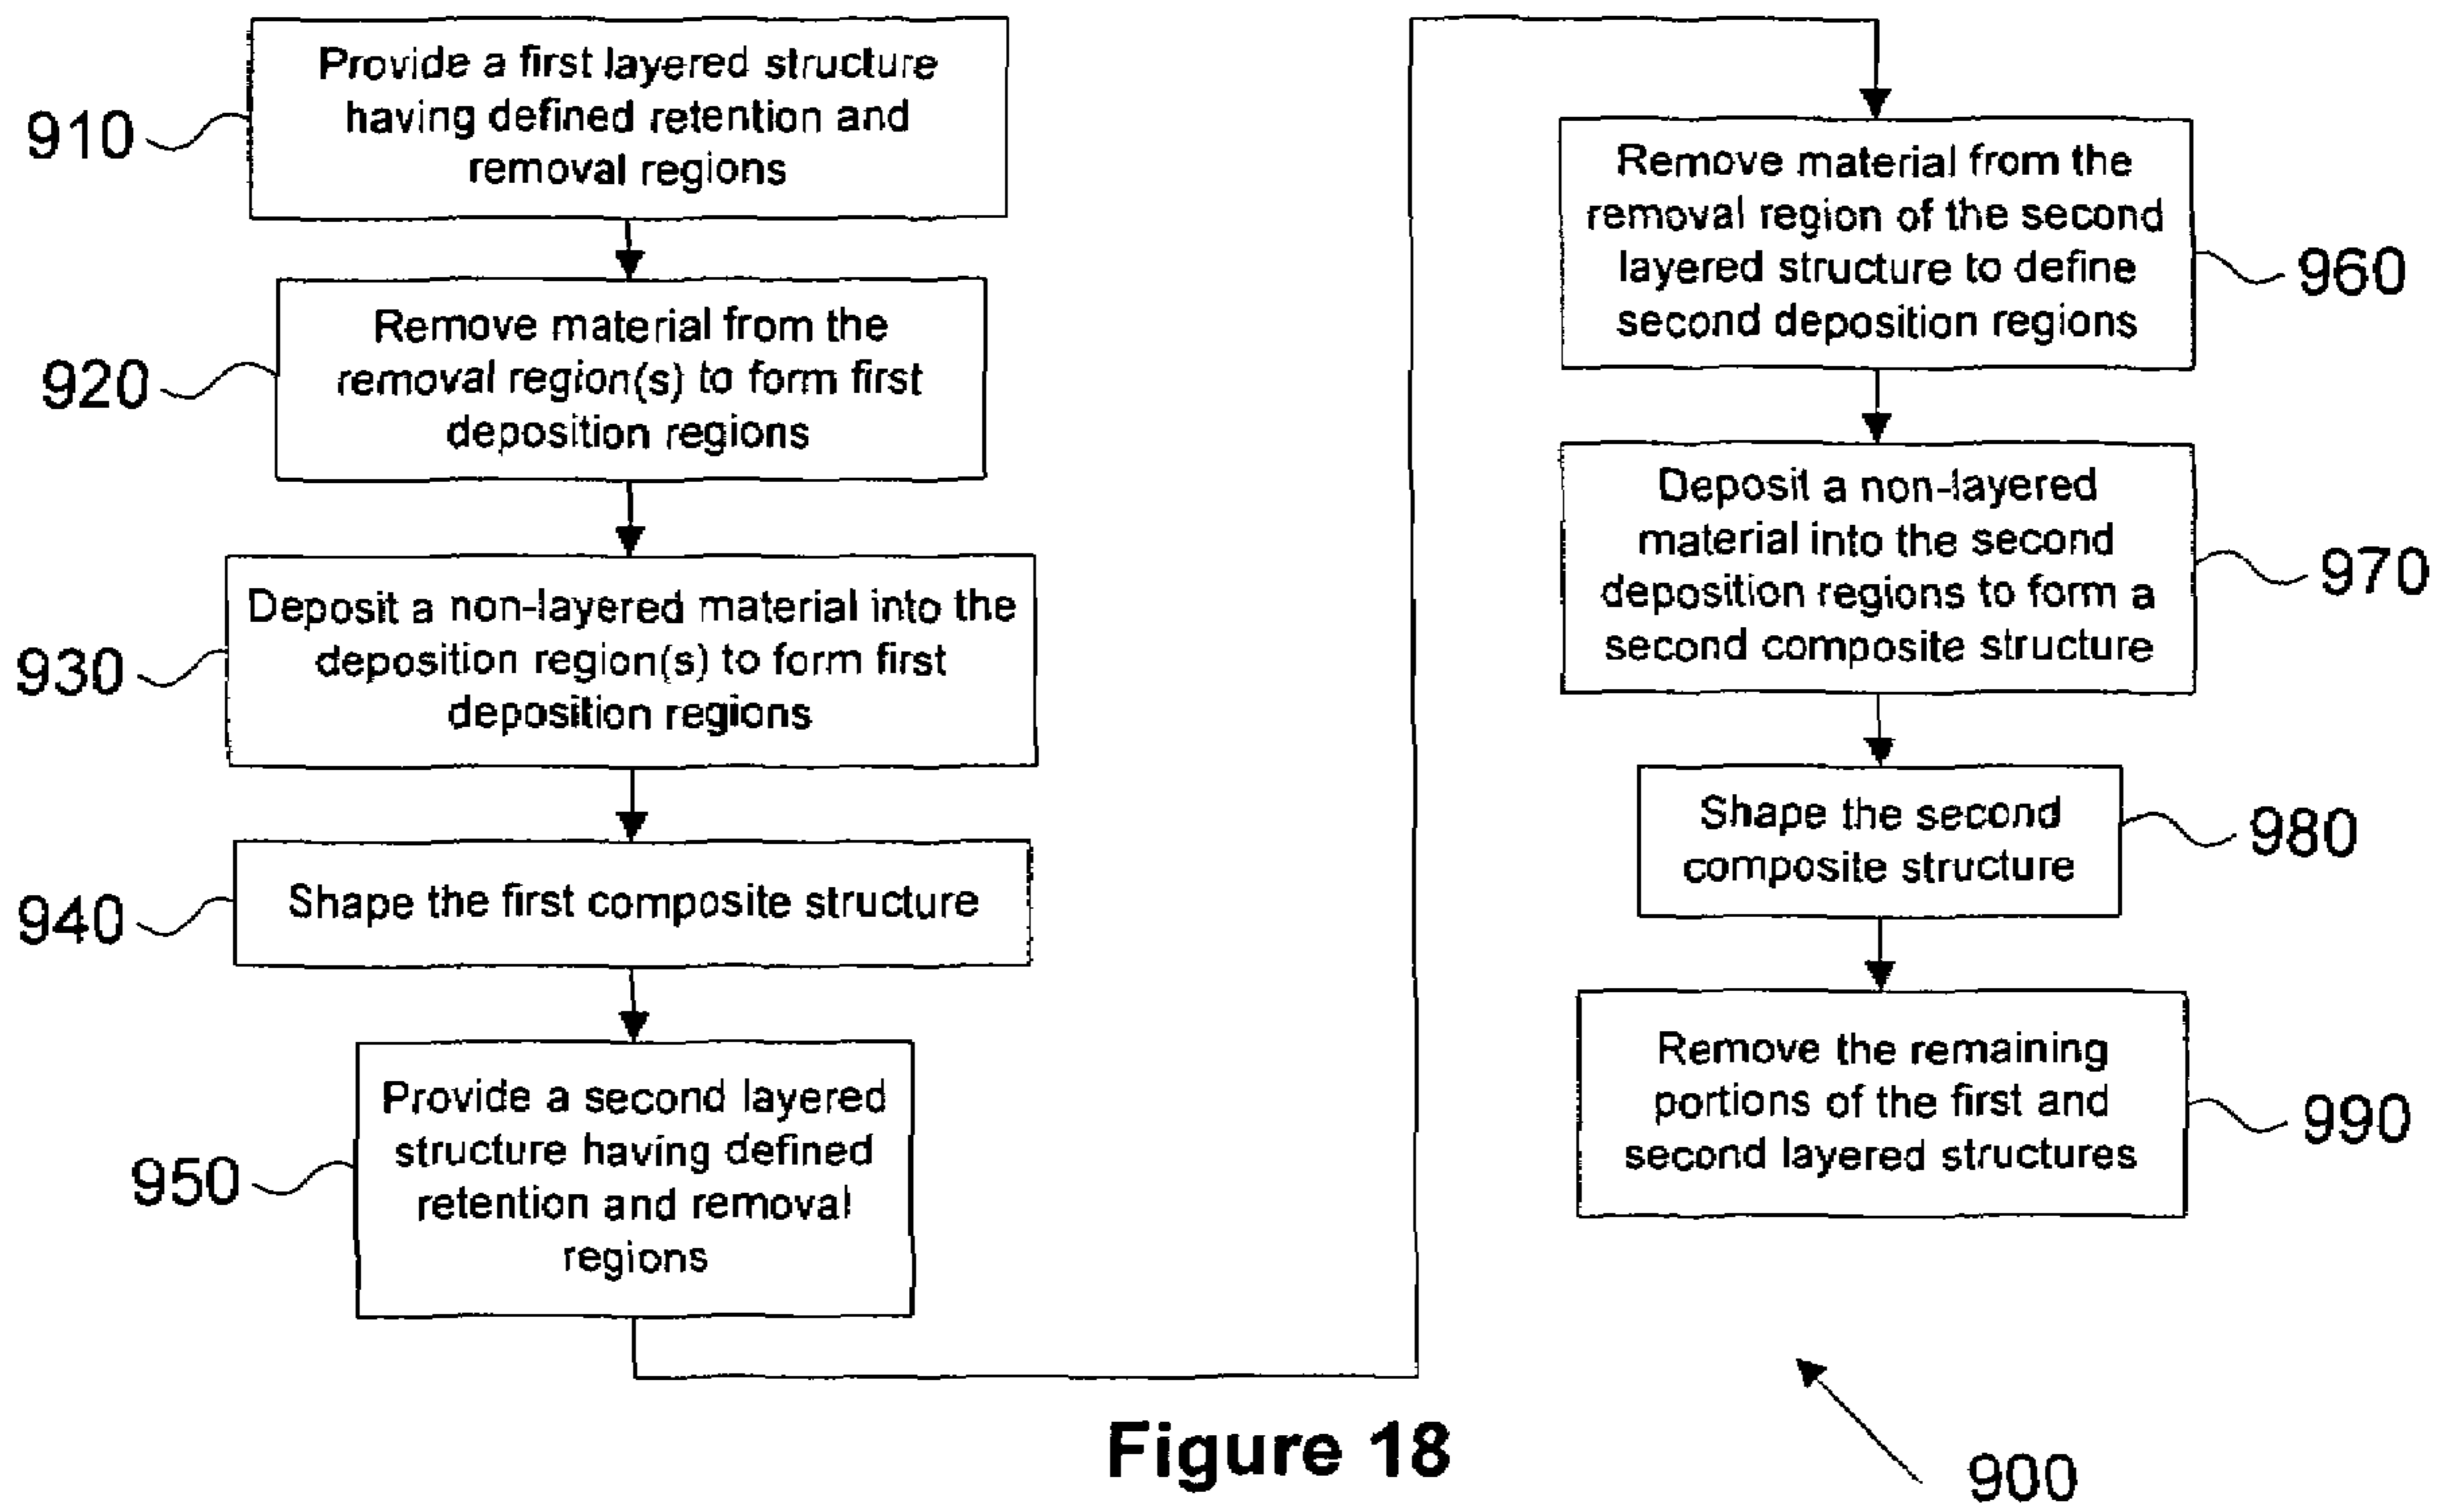 910
Provide a first layered structure
having defined retention and
removal regions
920
Remove material from the
removal region(s) to form first
deposition regions
930
Deposit a non-layered material into the
deposition region(s) to form first
deposition regions
940
Shape the first composite structure
950
Provide a second layered
structure having defined
retention and removal
regions
Remove material from the
removal region of the second
layered structure to define
second deposition regions
960
Deposit a non-layered
material into the second
deposition regions to form a
second composite structure
970
Shape the second
composite structure
980
Remove the remaining
portions of the first and
second layered structures
990
Figure 18
900